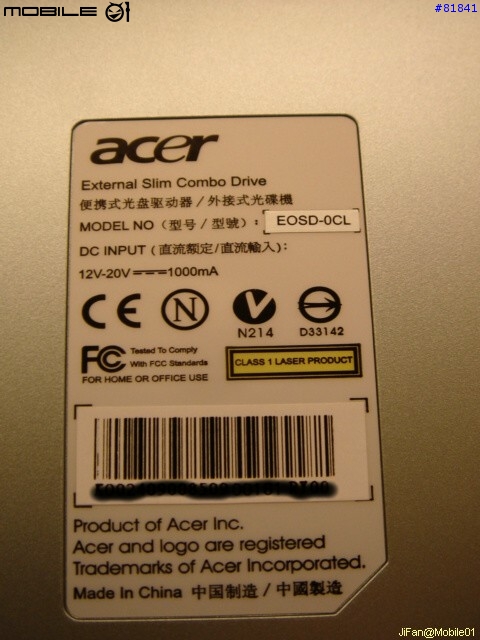 MOBILE 01
#81841
acer
External Slim Combo Drive
便携式光盘驱动器 / 外接式光碟機
MODEL NO (型号 / 型號) : EOSD-0CL
DC INPUT (直流额定/直流輸入):
12V-20V 1000mA
CE N N214 D33142
FC Tested To Comply
With FCC Standards
FOR HOME OR OFFICE USE
CLASS 1 LASER PRODUCT
Product of Acer Inc.
Acer and logo are registered
Trademarks of Acer Incorporated.
Made In China 中国制造 / 中國製造
JiFan@Mobile01